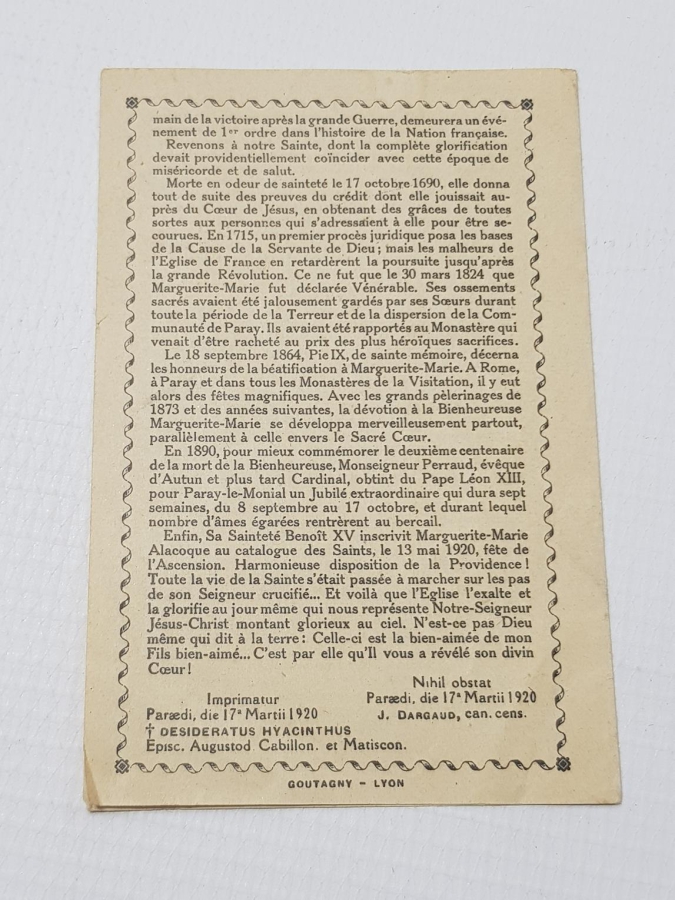 main de la victoire après la grande Guerre, demeurera un évé-
nement de 1er ordre dans l'histoire de la Nation française.
Revenons à notre Sainte, dont la complète glorification
devait providentiellement coïncider avec cette époque de
miséricorde et de salut.
Morte en odeur de sainteté le 17 octobre 1690, elle donna
tout de suite des preuves du crédit dont elle jouissait au-
près du Cœur de Jésus, en obtenant des grâces de toutes
sortes aux personnes qui s'adressaient à elle pour être se-
courues. En 1715, un premier procès juridique posa les bases
de la Cause de la Servante de Dieu ; mais les malheurs de
l'Eglise de France en retardèrent la poursuite jusqu'après
la grande Révolution. Ce ne fut que le 30 mars 1824 que
Marguerite-Marie fut déclarée Vénérable. Ses ossements
sacrés avaient été jalousement gardés par ses Sœurs durant
toute la période de la Terreur et de la dispersion de la Com-
munauté de Paray. Ils avaient été rapportés au Monastère qui
venait d'être racheté au prix des plus héroïques sacrifices.
Le 18 septembre 1864, Pie IX, de sainte mémoire, décerna
les honneurs de la béatification à Marguerite-Marie. A Rome,
à Paray et dans tous les Monastères de la Visitation, il y eut
alors des fêtes magnifiques. Avec les grands pèlerinages de
1873 et des années suivantes, la dévotion à la Bienheureuse
Marguerite-Marie se développa merveilleusement partout,
parallèlement à celle envers le Sacré Cœur.
En 1890, pour mieux commémorer le deuxième centenaire
de la mort de la Bienheureuse, Monseigneur Perraud, évêque
d'Autun et plus tard Cardinal, obtint du Pape Léon XIII,
pour Paray-le-Monial un Jubilé extraordinaire qui dura sept
semaines, du 8 septembre au 17 octobre, et durant lequel
nombre d'âmes égarées rentrèrent au bercail.
Enfin, Sa Sainteté Benoît XV inscrivit Marguerite-Marie
Alacoque au catalogue des Saints, le 13 mai 1920, fête de
l'Ascension. Harmonieuse disposition de la Providence !
Toute la vie de la Sainte s'était passée à marcher sur les pas
de son Seigneur crucifié... Et voilà que l'Eglise l'exalte et
la glorifie au jour même qui nous représente Notre-Seigneur
Jésus-Christ montant glorieux au ciel. N'est-ce pas Dieu
même qui dit à la terre : Celle-ci est la bien-aimée de mon
Fils bien-aimé... C'est par elle qu'Il vous a révélé son divin
Cœur !
Nihil obstat
Parœdi, die 17ª Martii 1920
J. DARGAUD, can. cens.
Imprimatur
Parœdi, die 17ª Martii 1920
† DESIDERATUS HYACINTHUS
Episc. Augustod. Cabillon. et Matiscon.
GOUTAGNY - LYON